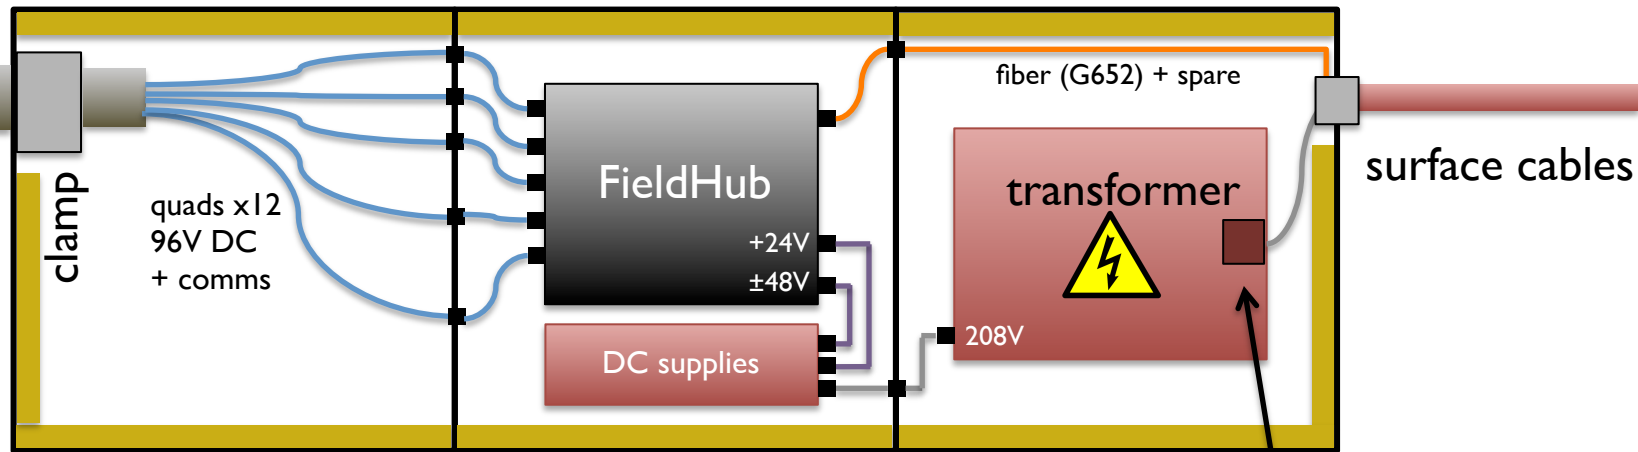 fiber (G652) + spare
clamp
quads x12
96V DC
+ comms
FieldHub
+24V
±48V
DC supplies
transformer
208V
surface cables